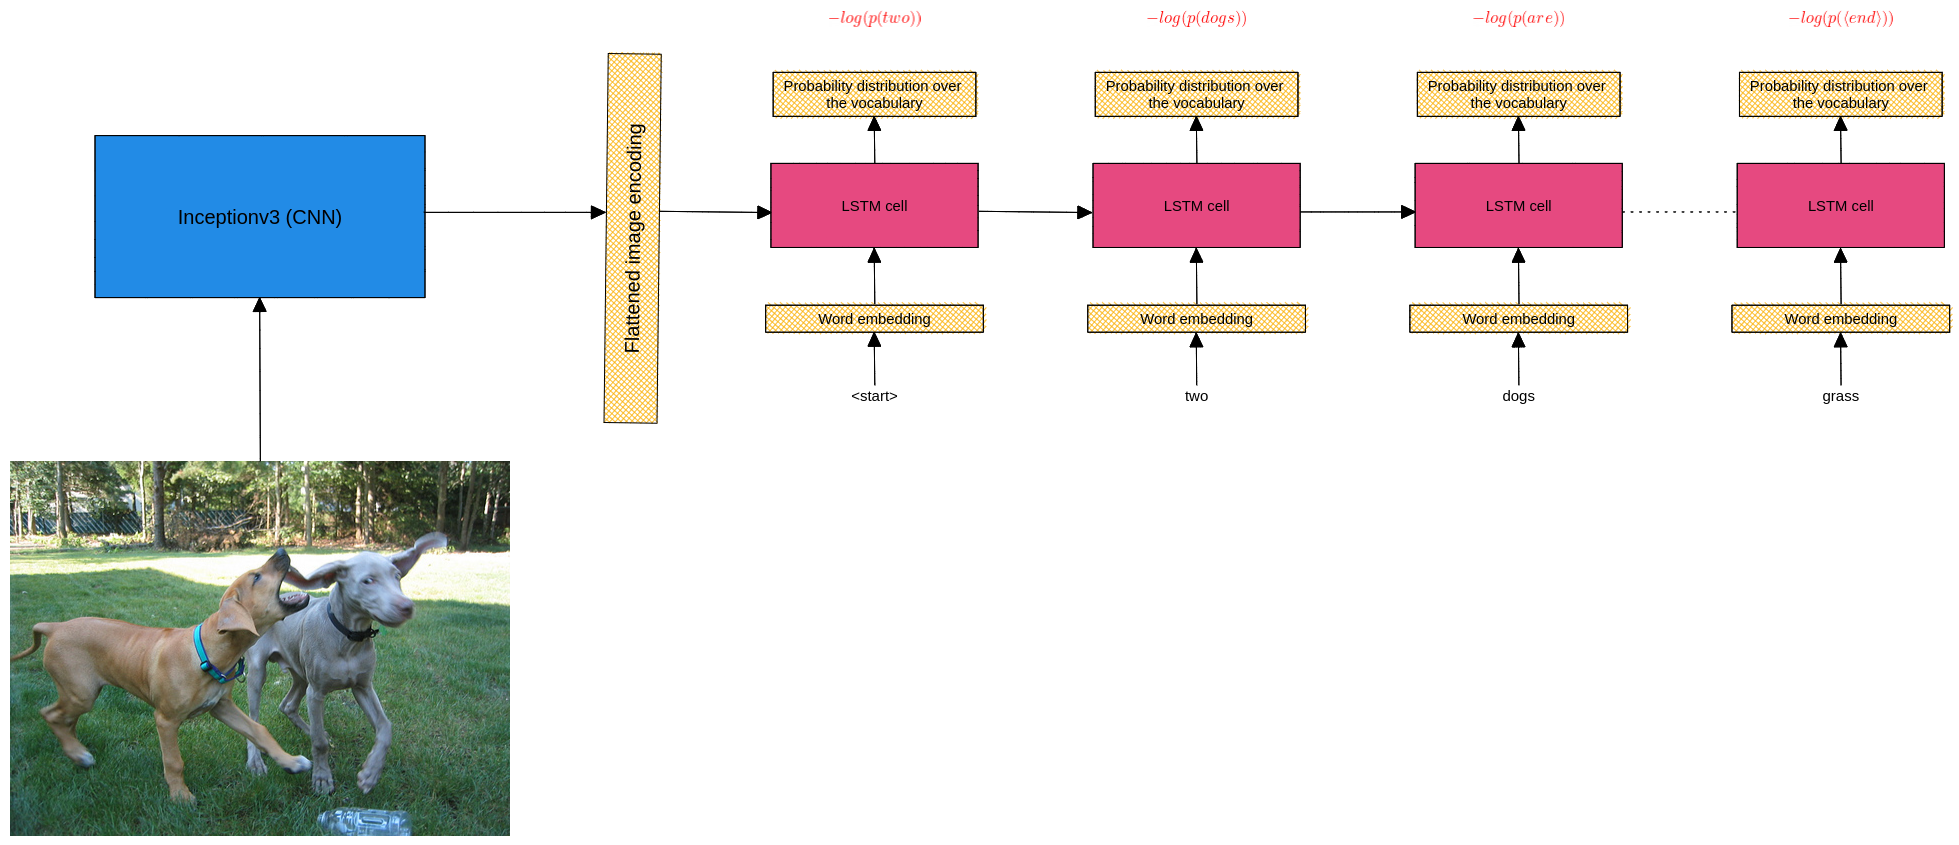 −log(p(two))
−log(p(dogs))
−log(p(are))
−log(p(⟨end⟩))
Probability distribution over
the vocabulary
Probability distribution over
the vocabulary
Probability distribution over
the vocabulary
Probability distribution over
the vocabulary
Inceptionv3 (CNN)
Flattened image encoding
LSTM cell
LSTM cell
LSTM cell
LSTM cell
Word embedding
Word embedding
Word embedding
Word embedding
<start>
two
dogs
grass